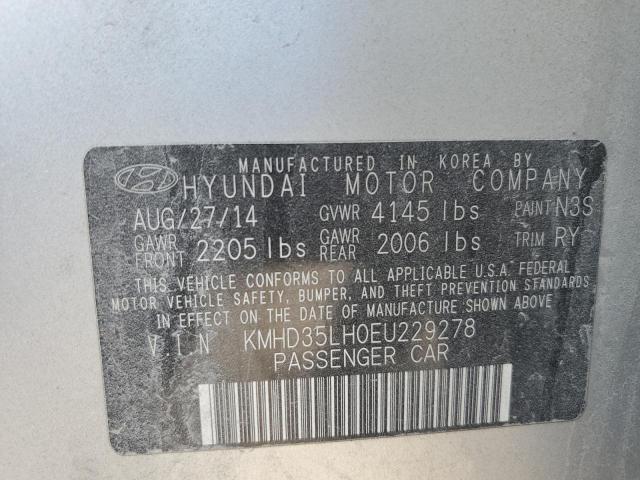 MANUFACTURED IN KOREA BY
HYUNDAI MOTOR COMPANY
AUG/27/14 GVWR 4145 lbs PAINT N3S
GAWR FRONT 2205 lbs GAWR REAR 2006 lbs TRIM RY
THIS VEHICLE CONFORMS TO ALL APPLICABLE U.S.A. FEDERAL
MOTOR VEHICLE SAFETY, BUMPER, AND THEFT PREVENTION
STANDARDS IN EFFECT ON THE DATE OF MANUFACTURE SHOWN ABOVE
VIN KMHD35LH0EU229278
PASSENGER CAR